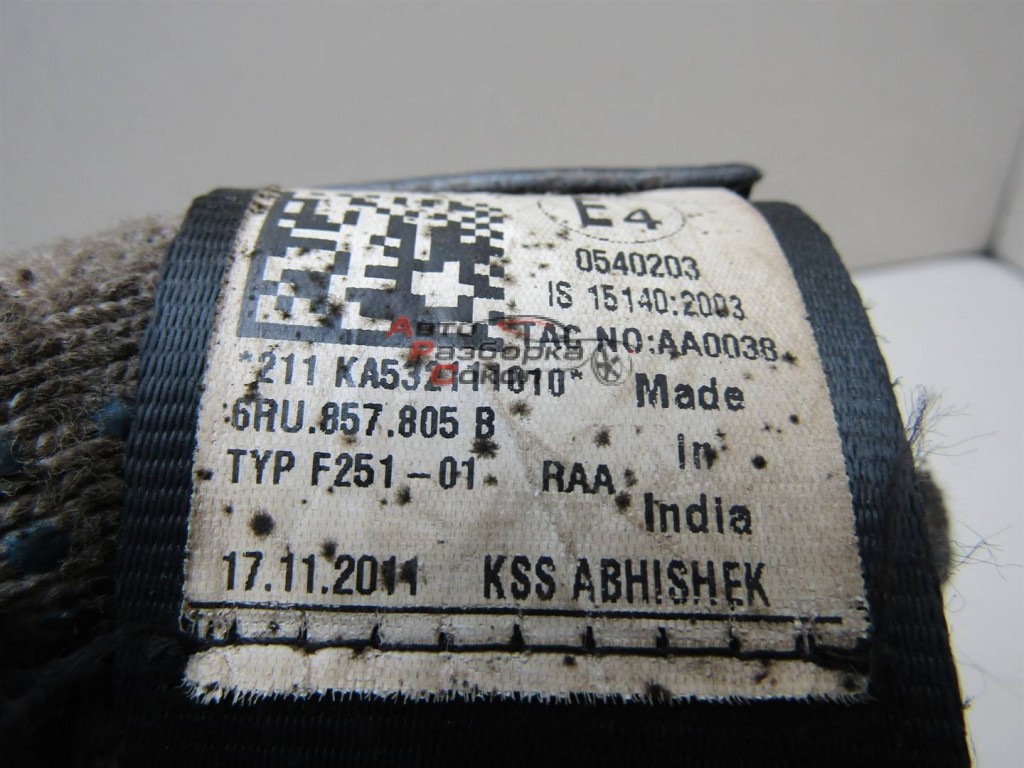 E4
0540203
IS 15140:2003
TAC NO:AA0038
*211 KA532 11010*
6RU.857.805 B
TYP F251-01 RAA
Made
in
India
17.11.2011 KSS ABHISHEK
Авто
Разборка